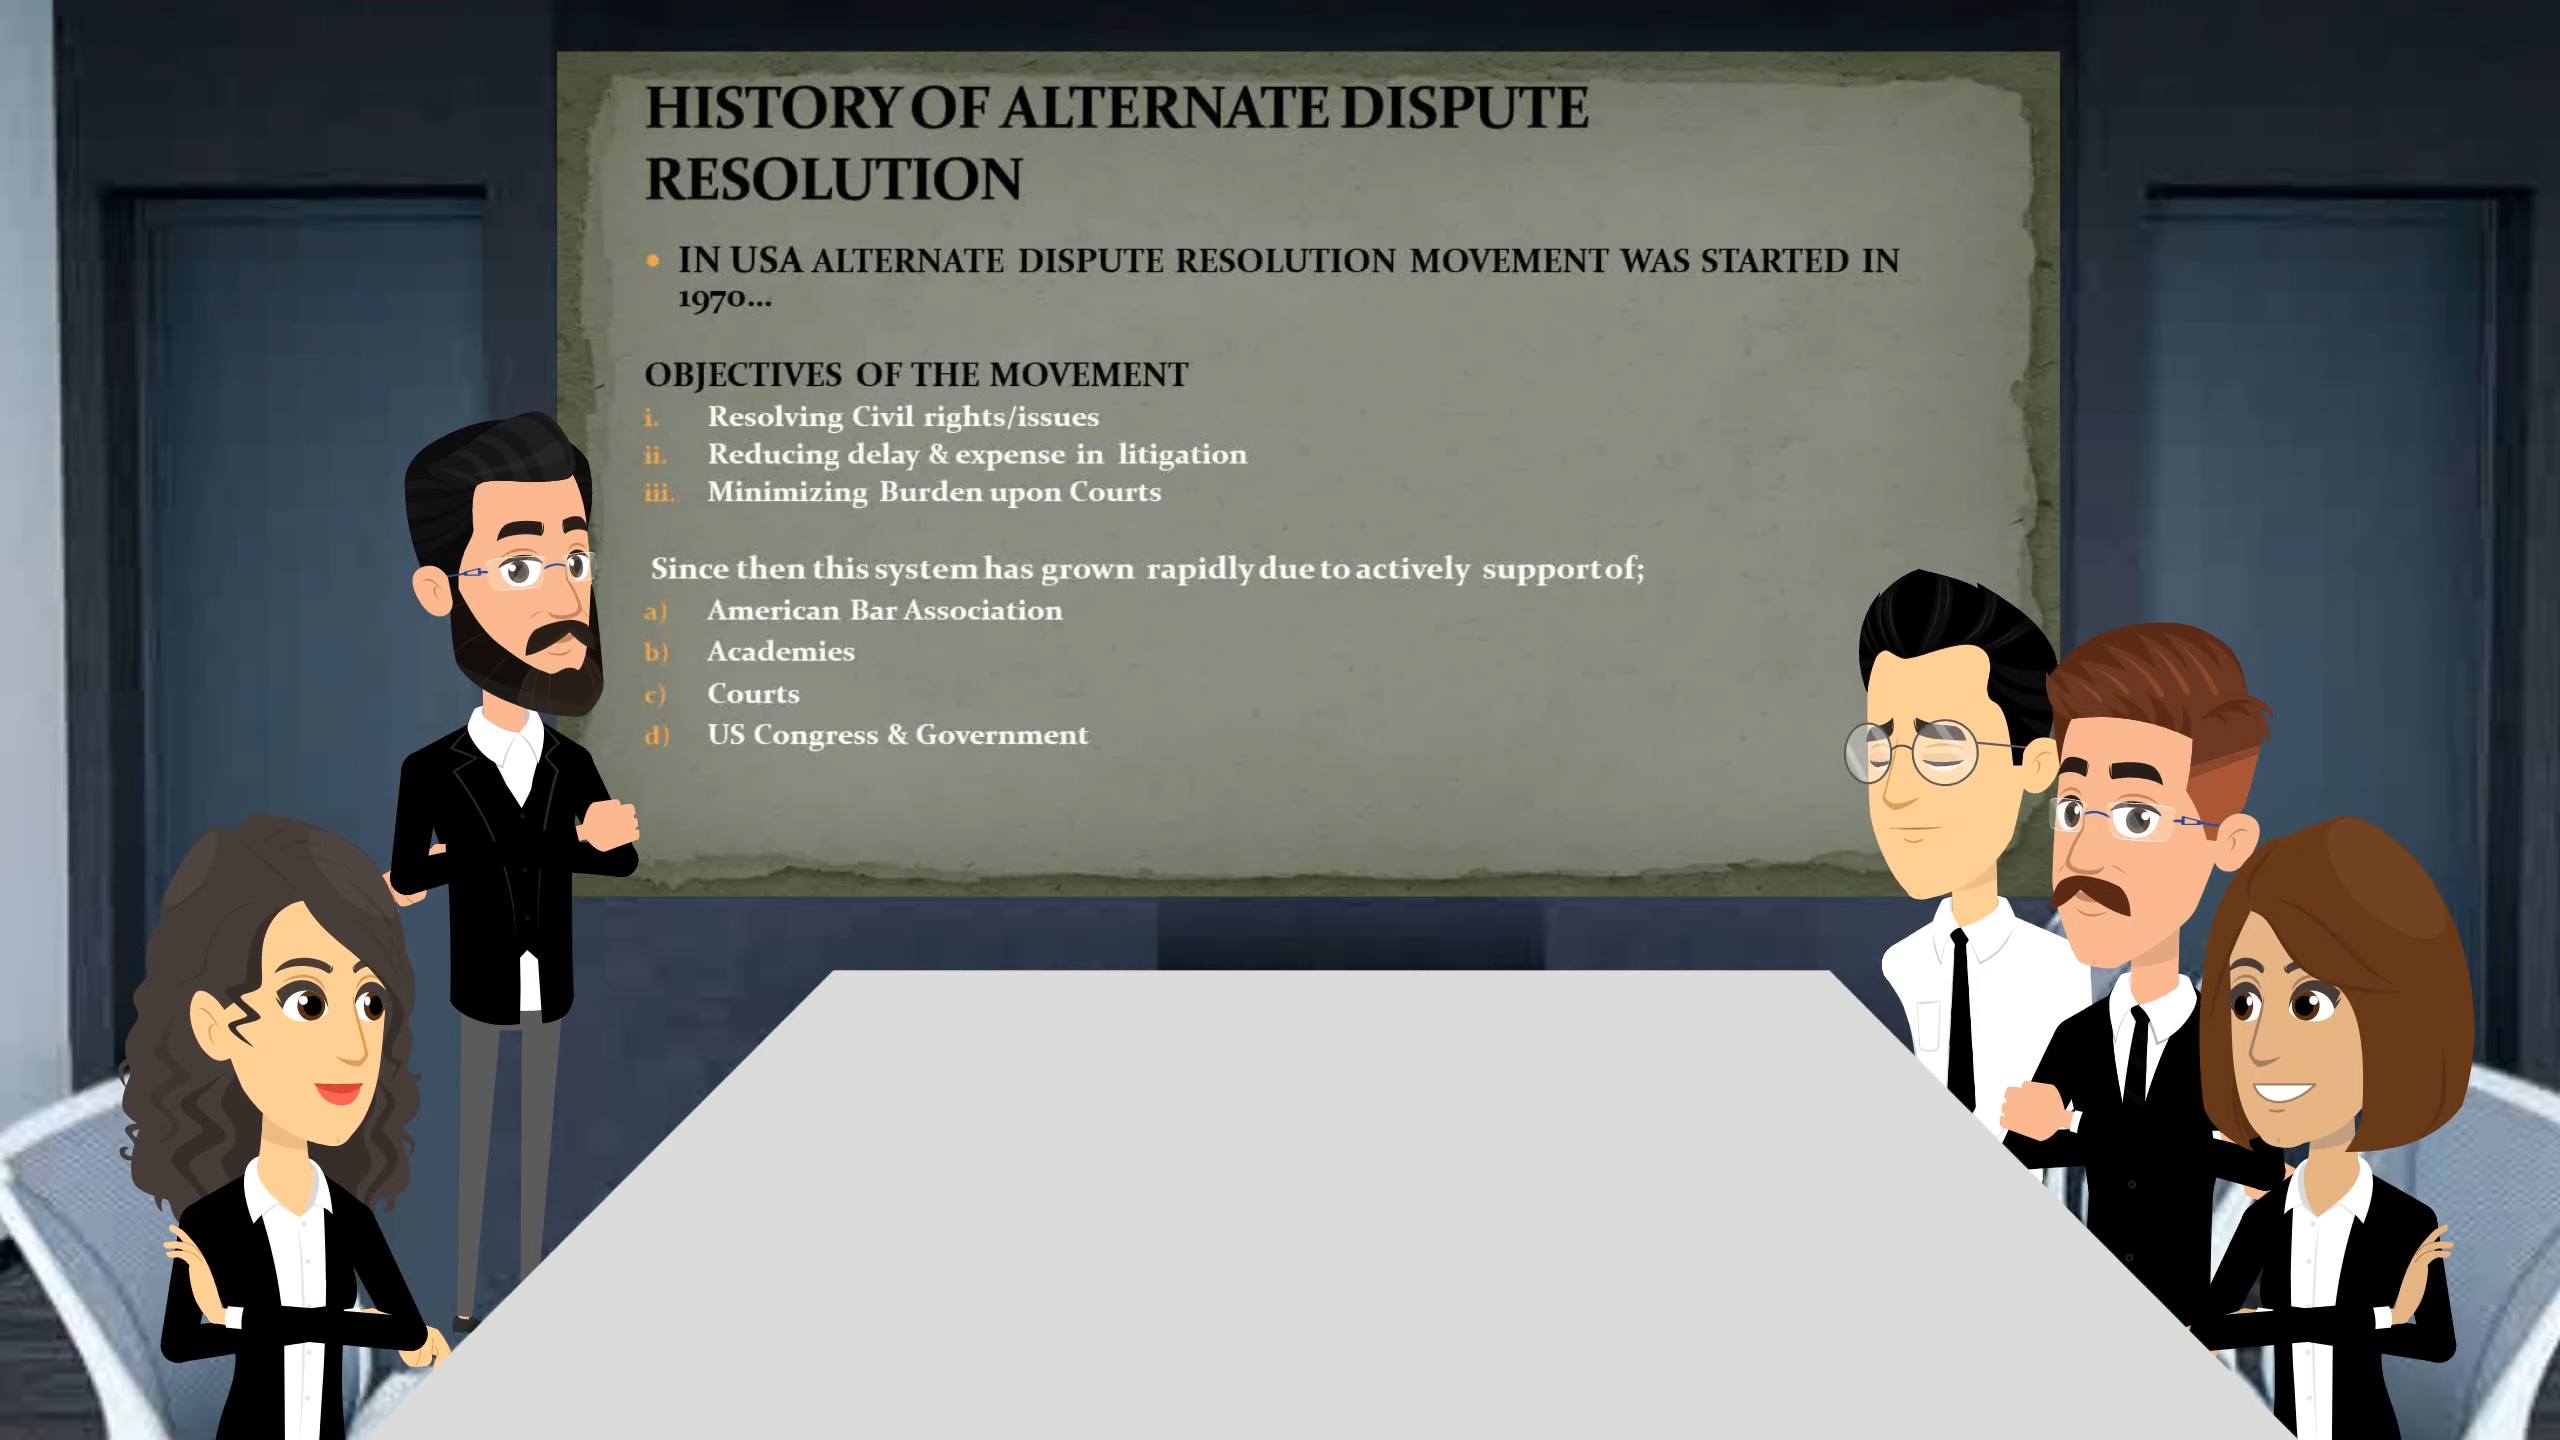 HISTORY OF ALTERNATE DISPUTE
RESOLUTION
• IN USA ALTERNATE DISPUTE RESOLUTION MOVEMENT WAS STARTED IN
1970...
OBJECTIVES OF THE MOVEMENT
i. Resolving Civil rights/issues
ii. Reducing delay & expense in litigation
iii. Minimizing Burden upon Courts
Since then this system has grown rapidly due to actively support of;
a) American Bar Association
b) Academies
c) Courts
d) US Congress & Government